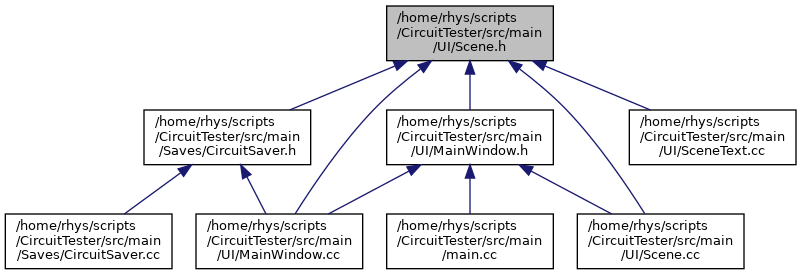 /home/rhys/scripts
/CircuitTester/src/main
/UI/Scene.h
/home/rhys/scripts
/CircuitTester/src/main
/Saves/CircuitSaver.h
/home/rhys/scripts
/CircuitTester/src/main
/UI/MainWindow.h
/home/rhys/scripts
/CircuitTester/src/main
/UI/SceneText.cc
/home/rhys/scripts
/CircuitTester/src/main
/Saves/CircuitSaver.cc
/home/rhys/scripts
/CircuitTester/src/main
/UI/MainWindow.cc
/home/rhys/scripts
/CircuitTester/src/main
/main.cc
/home/rhys/scripts
/CircuitTester/src/main
/UI/Scene.cc